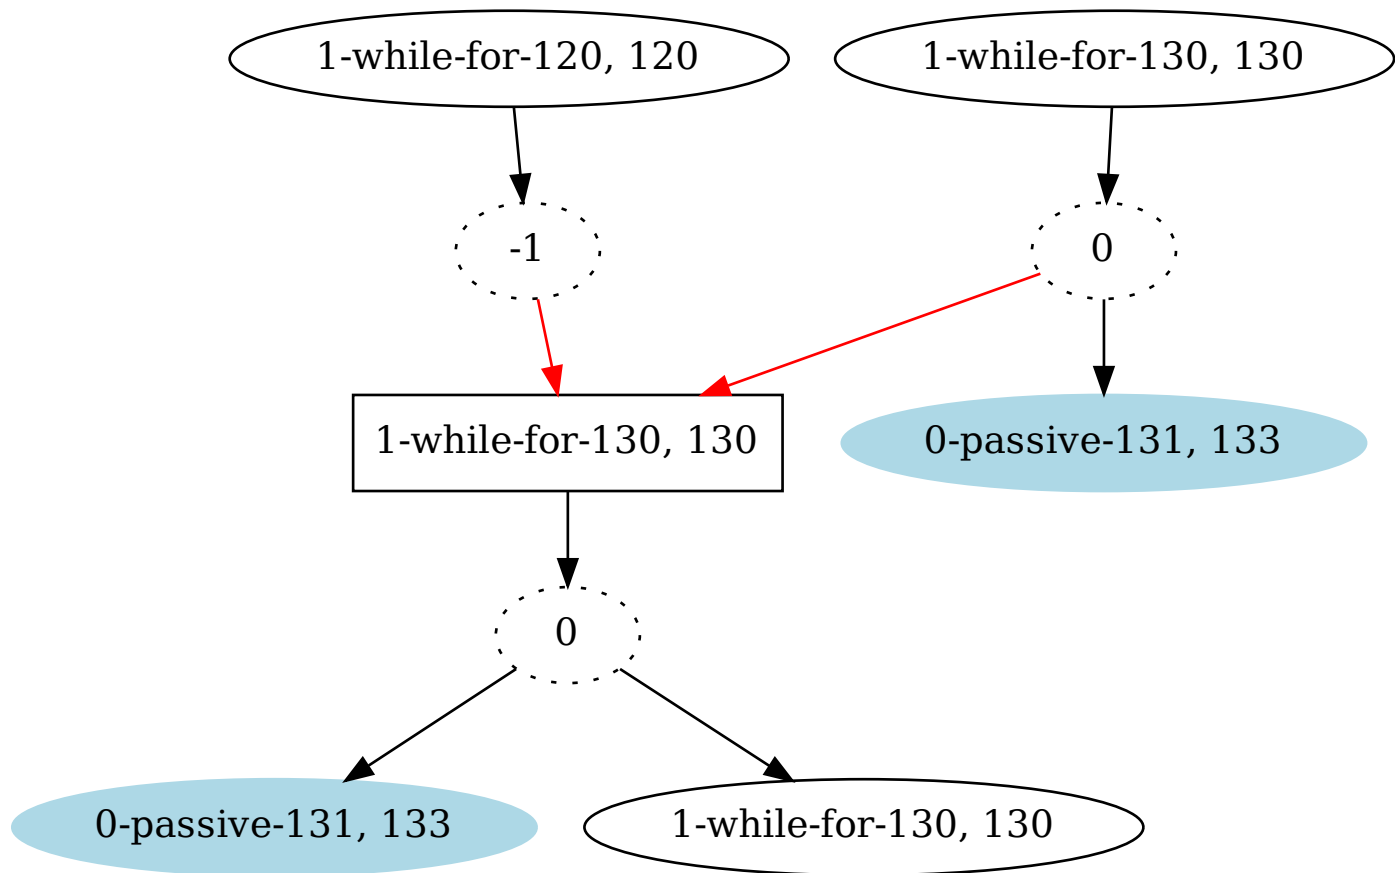 1-while-for-120, 120
1-while-for-130, 130
-1
0
1-while-for-130, 130
0-passive-131, 133
0
0-passive-131, 133
1-while-for-130, 130